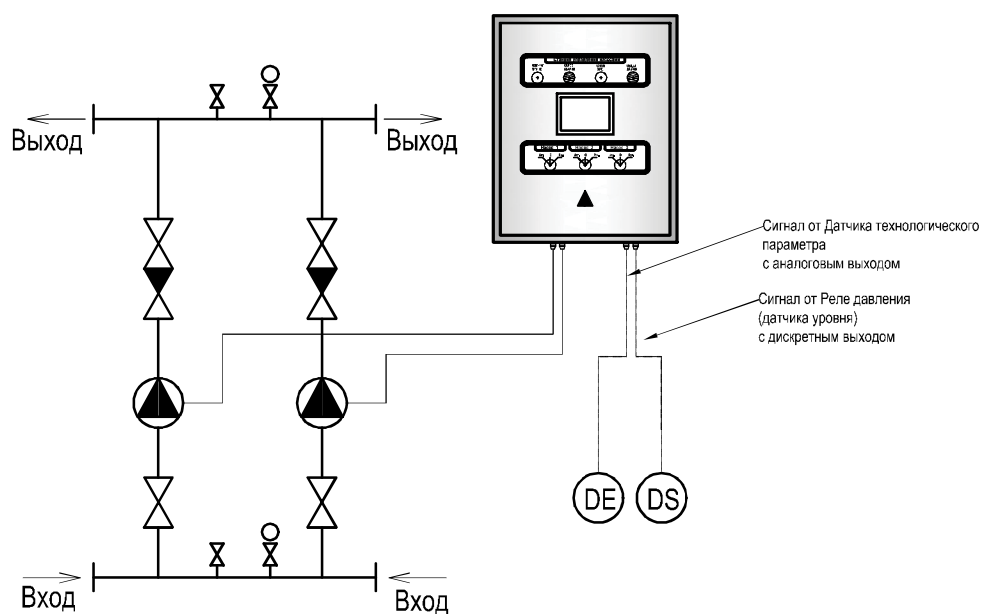 Выход
Выход
Сигнал от Датчика технологического
параметра
с аналоговым выходом
Сигнал от Реле давления
(датчика уровня)
с дискретным выходом
DE
DS
Вход
Вход